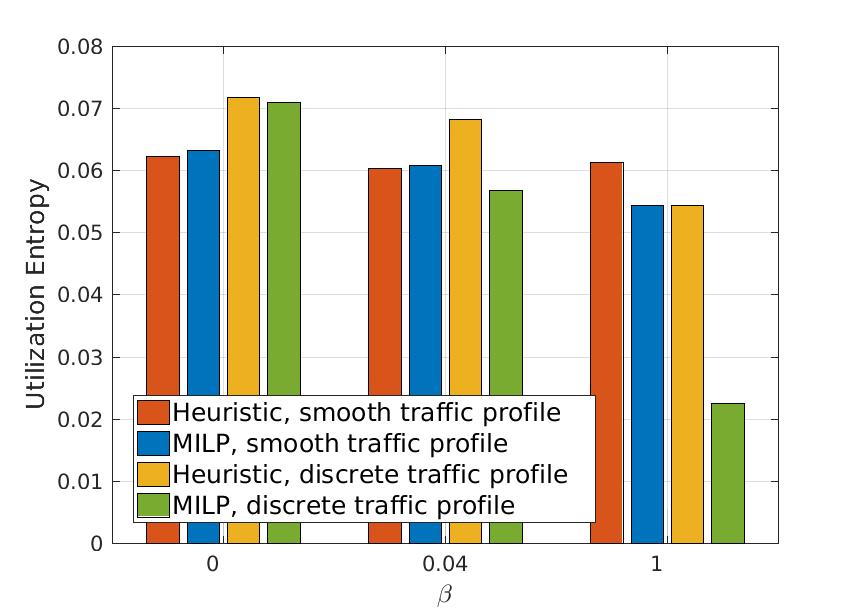 0.08
0.07
0.06
0.05
0.04
0.03
0.02
0.01
0
Utilization Entropy
Heuristic, smooth traffic profile
MILP, smooth traffic profile
Heuristic, discrete traffic profile
MILP, discrete traffic profile
0 0.04 1
β